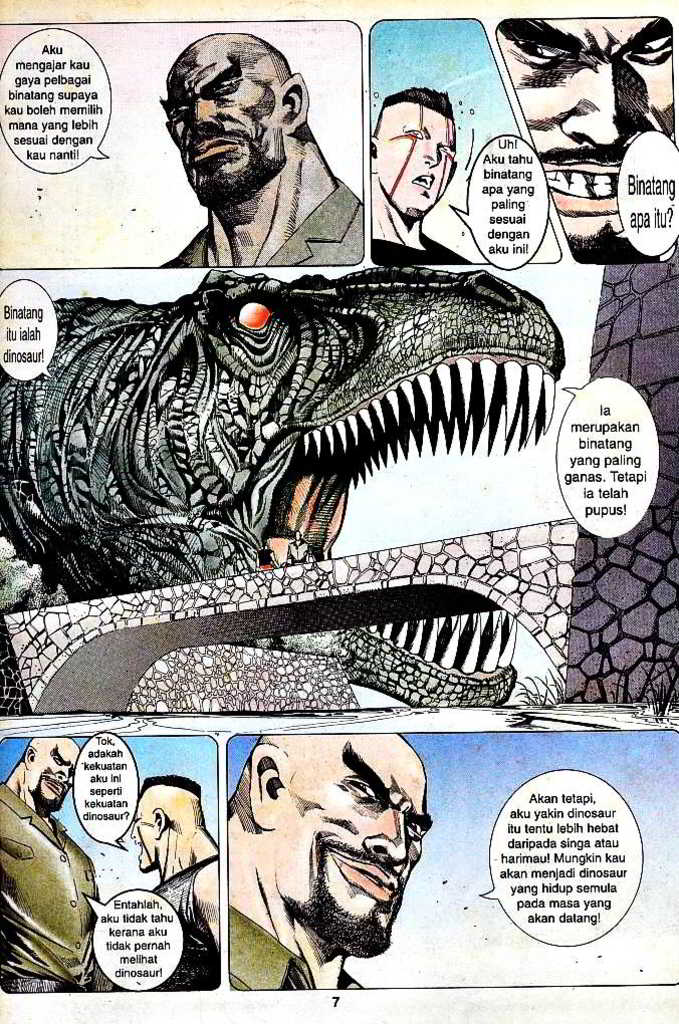 Aku
mengajar kau
gaya pelbagai
binatang supaya
kau boleh memilih
mana yang lebih
sesuai dengan
kau nanti!
Uh!
Aku tahu
binatang
apa yang
paling
sesuai
dengan
aku ini!
Binatang
apa itu?
Binatang
itu ialah
dinosaur!
Ia
merupakan
binatang
yang paling
ganas. Tetapi
ia telah
pupus!
Tok,
adakah
kekuatan
aku ini
seperti
kekuatan
dinosaur?
Entahlah,
aku tidak tahu
kerana aku
tidak pernah
melihat
dinosaur!
Akan tetapi,
aku yakin dinosaur
itu tentu lebih hebat
daripada singa atau
harimau! Mungkin kau
akan menjadi
dinosaur
yang hidup semula
pada masa yang
akan datang!
7